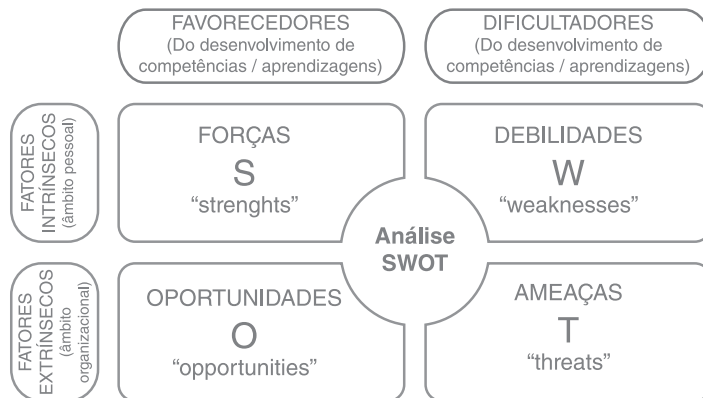 FAVORECEDORES
(Do desenvolvimento de
competências / aprendizagens)
DIFICULTADORES
(Do desenvolvimento de
competências / aprendizagens)
FATORES
INTRÍNSECOS
(âmbito pessoal)
FORÇAS
S
“strenghts”
DEBILIDADES
W
“weaknesses”
Análise
SWOT
FATORES
EXTRÍNSECOS
(âmbito
organizacional)
OPORTUNIDADES
O
“opportunities”
AMEAÇAS
T
“threats”